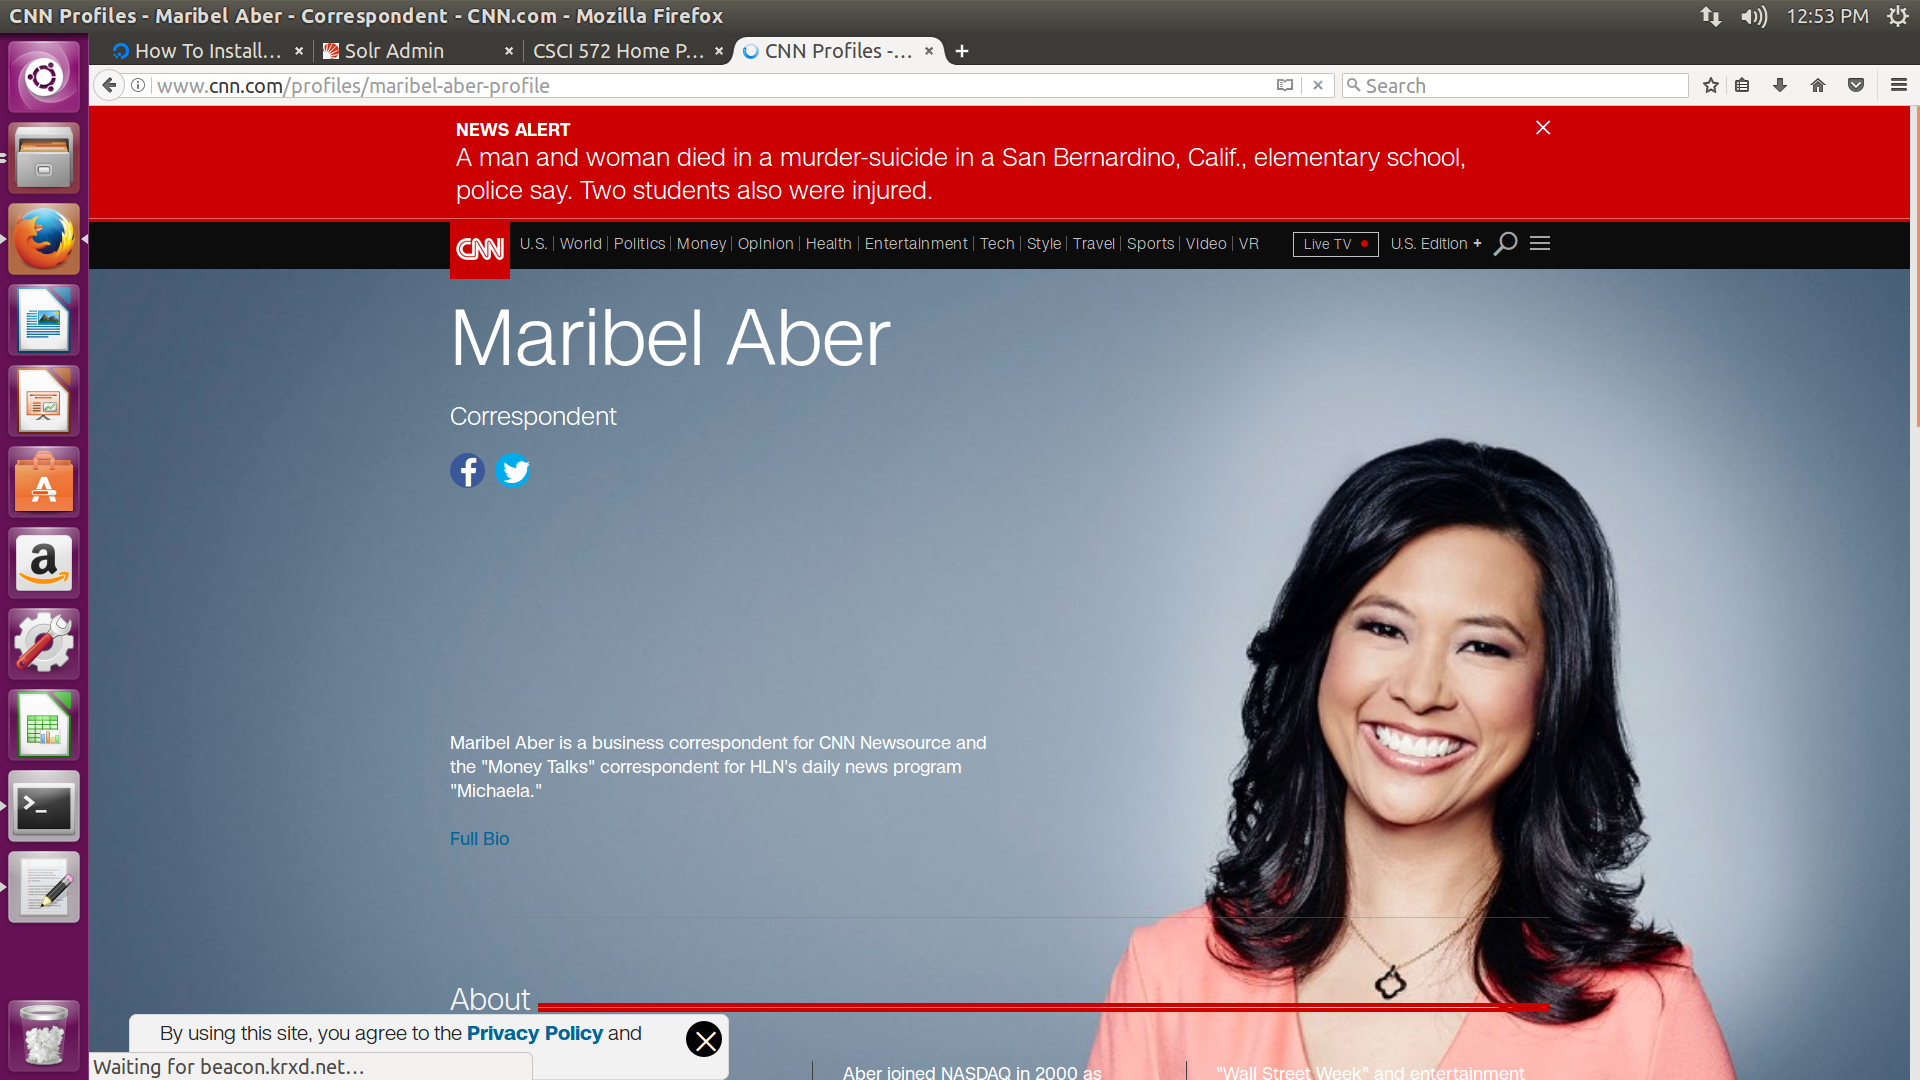 CNN Profiles - Maribel Aber - Correspondent - CNN.com - Mozilla Firefox
12:53 PM
How To Install...
Solr Admin
CSCI 572 Home P...
CNN Profiles -...
www.cnn.com/profiles/maribel-aber-profile
Search
NEWS ALERT
A man and woman died in a murder-suicide in a San Bernardino, Calif., elementary school,
police say. Two students also were injured.
CNN
U.S. | World | Politics | Money | Opinion | Health | Entertainment | Tech | Style | Travel | Sports | Video | VR
Live TV
U.S. Edition +
Maribel Aber
Correspondent
Maribel Aber is a business correspondent for CNN Newsource and
the "Money Talks" correspondent for HLN's daily news program
"Michaela."
Full Bio
About
By using this site, you agree to the Privacy Policy and
Waiting for beacon.krxd.net...
Aber joined NASDAQ in 2000 as
"Wall Street Week" and entertainment